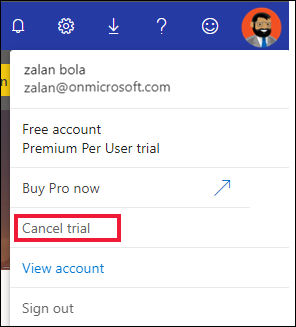 n
zalan bola
zalan@onmicrosoft.com
Free account
Premium Per User trial
Buy Pro now
Cancel trial
View account
Sign out